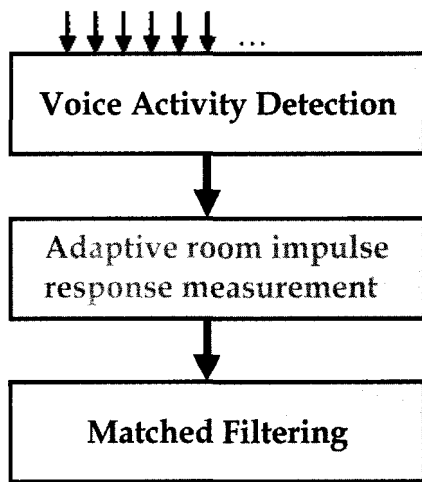 ...
Voice Activity Detection
Adaptive room impulse
response measurement
Matched Filtering